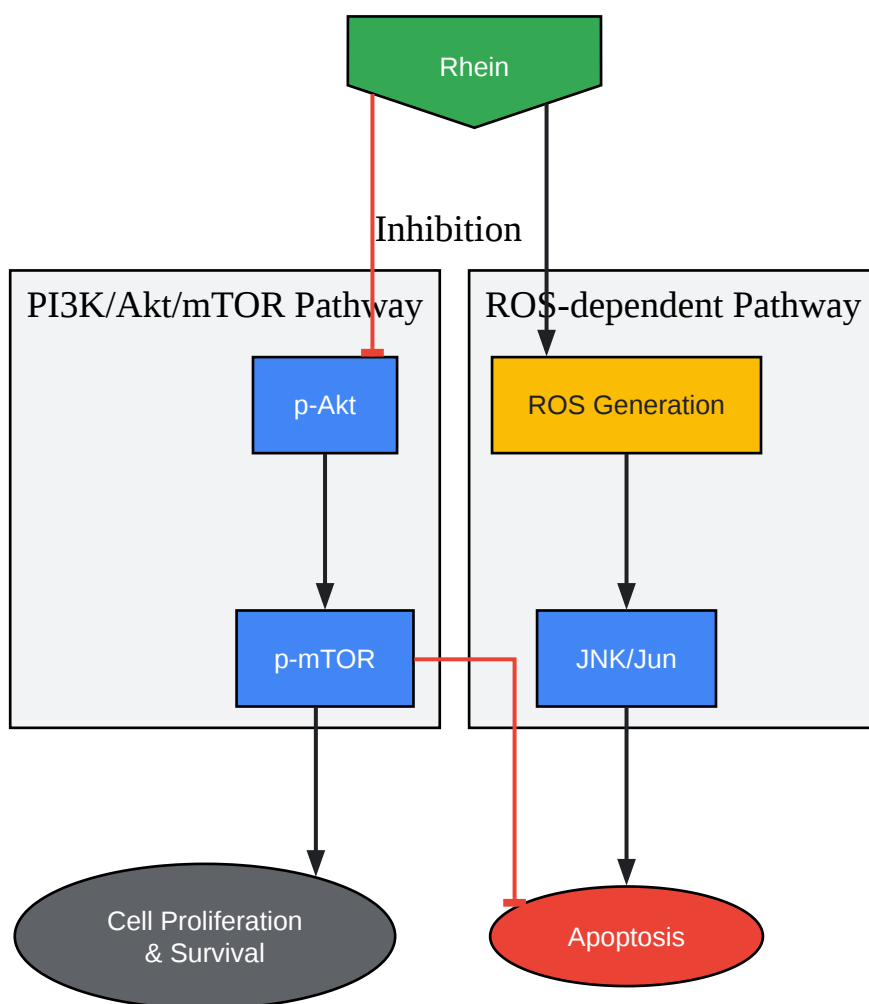 Rhein
Inhibition
PI3K/Akt/mTOR Pathway
ROS-dependent Pathway
p-Akt
ROS Generation
p-mTOR
JNK/Jun
Cell Proliferation
& Survival
Apoptosis